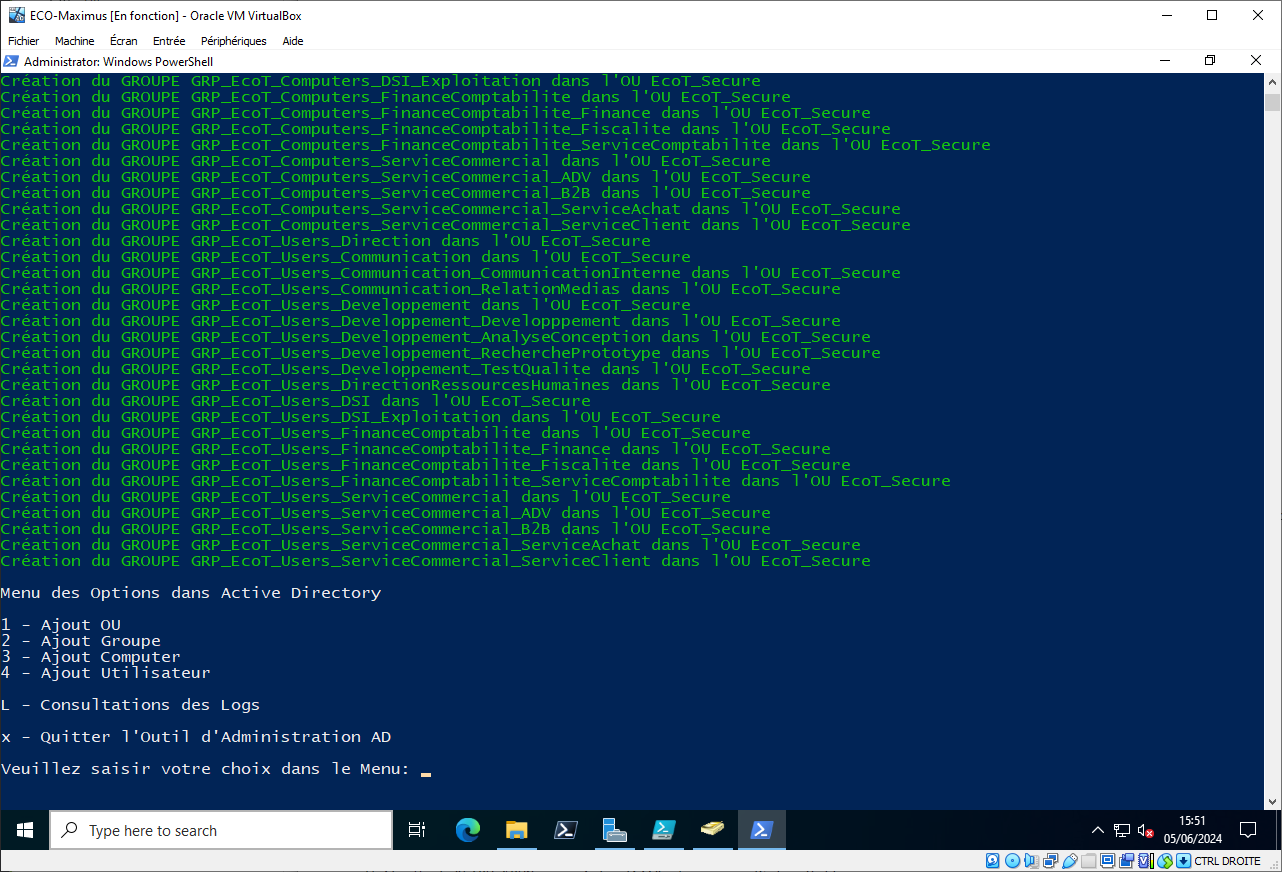 ECO-Maximus [En fonction] - Oracle VM VirtualBox
Fichier Machine Écran Entrée Périphériques Aide
Administrator: Windows PowerShell
Création du GROUPE GRP_EcoT_Computers_DSI_Exploitation dans l'OU EcoT_Secure
Création du GROUPE GRP_EcoT_Computers_FinanceComptabilite dans l'OU EcoT_Secure
Création du GROUPE GRP_EcoT_Computers_FinanceComptabilite_Finance dans l'OU EcoT_Secure
Création du GROUPE GRP_EcoT_Computers_FinanceComptabilite_Fiscalite dans l'OU EcoT_Secure
Création du GROUPE GRP_EcoT_Computers_FinanceComptabilite_ServiceComptabilite dans l'OU EcoT_Secure
Création du GROUPE GRP_EcoT_Computers_ServiceCommercial dans l'OU EcoT_Secure
Création du GROUPE GRP_EcoT_Computers_ServiceCommercial_ADV dans l'OU EcoT_Secure
Création du GROUPE GRP_EcoT_Computers_ServiceCommercial_B2B dans l'OU EcoT_Secure
Création du GROUPE GRP_EcoT_Computers_ServiceCommercial_ServiceAchat dans l'OU EcoT_Secure
Création du GROUPE GRP_EcoT_Computers_ServiceCommercial_ServiceClient dans l'OU EcoT_Secure
Création du GROUPE GRP_EcoT_Users_Direction dans l'OU EcoT_Secure
Création du GROUPE GRP_EcoT_Users_Communication dans l'OU EcoT_Secure
Création du GROUPE GRP_EcoT_Users_Communication_CommunicationInterne dans l'OU EcoT_Secure
Création du GROUPE GRP_EcoT_Users_Communication_RelationMedias dans l'OU EcoT_Secure
Création du GROUPE GRP_EcoT_Users_Developpement dans l'OU EcoT_Secure
Création du GROUPE GRP_EcoT_Users_Developpement_Developppement dans l'OU EcoT_Secure
Création du GROUPE GRP_EcoT_Users_Developpement_AnalyseConception dans l'OU EcoT_Secure
Création du GROUPE GRP_EcoT_Users_Developpement_RecherchePrototype dans l'OU EcoT_Secure
Création du GROUPE GRP_EcoT_Users_Developpement_TestQualite dans l'OU EcoT_Secure
Création du GROUPE GRP_EcoT_Users_DirectionRessourcesHumaines dans l'OU EcoT_Secure
Création du GROUPE GRP_EcoT_Users_DSI dans l'OU EcoT_Secure
Création du GROUPE GRP_EcoT_Users_DSI_Exploitation dans l'OU EcoT_Secure
Création du GROUPE GRP_EcoT_Users_FinanceComptabilite dans l'OU EcoT_Secure
Création du GROUPE GRP_EcoT_Users_FinanceComptabilite_Finance dans l'OU EcoT_Secure
Création du GROUPE GRP_EcoT_Users_FinanceComptabilite_Fiscalite dans l'OU EcoT_Secure
Création du GROUPE GRP_EcoT_Users_FinanceComptabilite_ServiceComptabilite dans l'OU EcoT_Secure
Création du GROUPE GRP_EcoT_Users_ServiceCommercial dans l'OU EcoT_Secure
Création du GROUPE GRP_EcoT_Users_ServiceCommercial_ADV dans l'OU EcoT_Secure
Création du GROUPE GRP_EcoT_Users_ServiceCommercial_B2B dans l'OU EcoT_Secure
Création du GROUPE GRP_EcoT_Users_ServiceCommercial_ServiceAchat dans l'OU EcoT_Secure
Création du GROUPE GRP_EcoT_Users_ServiceCommercial_ServiceClient dans l'OU EcoT_Secure
Menu des Options dans Active Directory
1 - Ajout OU
2 - Ajout Groupe
3 - Ajout Computer
4 - Ajout Utilisateur
L - Consultations des Logs
x - Quitter l'Outil d'Administration AD
Veuillez saisir votre choix dans le Menu: _
Type here to search
15:51
05/06/2024
CTRL DROITE